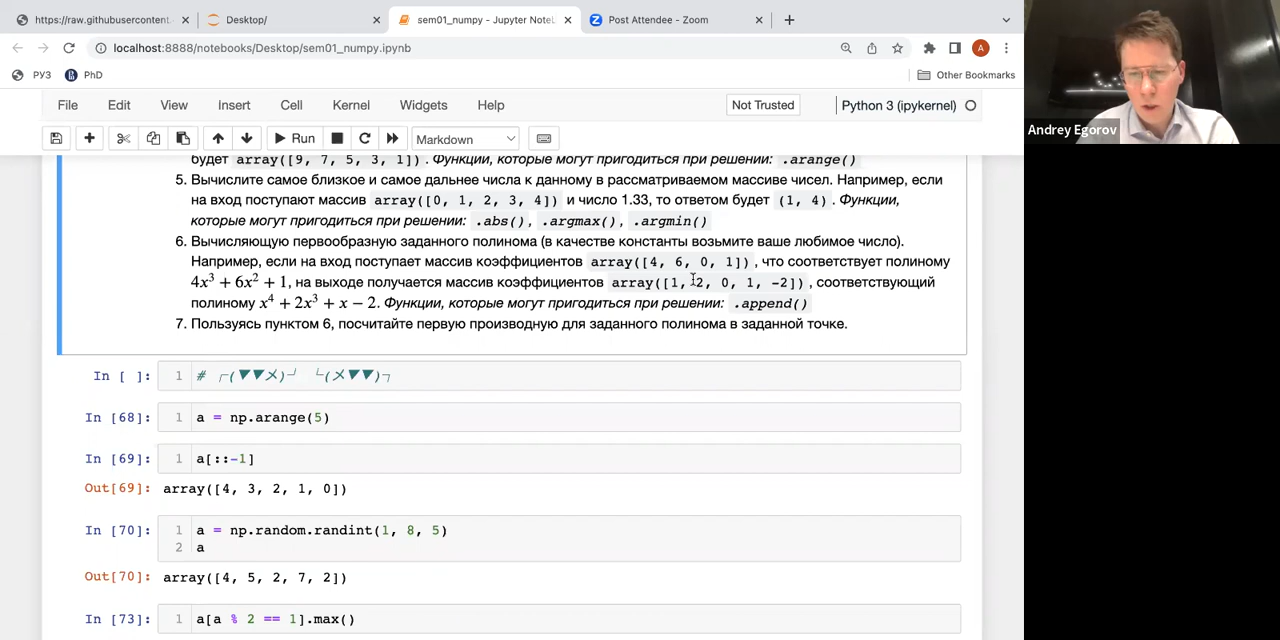 https://raw.githubusercontent.
Desktop/
sem01_numpy - Jupyter NoteL
Post Attendee - Zoom
localhost:8888/notebooks/Desktop/sem01_numpy.ipynb
РУЗ
PhD
Other Bookmarks
File Edit View Insert Cell Kernel Widgets Help
Not Trusted
Python 3 (ipykernel)
Run
Markdown
будет array([9, 7, 5, 3, 1]). Функции, которые могут пригодиться при решении: .arange()
5. Вычислите самое близкое и самое дальнее числа к данному в рассматриваемом массиве чисел. Например, если
на вход поступают массив array([0, 1, 2, 3, 4]) и число 1.33, то ответом будет (1, 4). Функции,
которые могут пригодиться при решении: .abs(), .argmax(), .argmin()
6. Вычисляющую первообразную заданного полинома (в качестве константы возьмите ваше любимое число).
Например, если на вход поступает массив коэффициентов array([4, 6, 0, 1]), что соответствует полиному
4x³ + 6x² + 1, на выходе получается массив коэффициентов array([1, 2, 0, 1, -2]), соответствующий
полиному x⁴ + 2x³ + x − 2. Функции, которые могут пригодиться при решении: .append()
7. Пользуясь пунктом 6, посчитайте первую производную для заданного полинома в заданной точке.
In [ ]: 1 # ╭(▼▼メ)╯ ╰(メ▼▼)╮
In [68]: 1 a = np.arange(5)
In [69]: 1 a[::-1]
Out[69]: array([4, 3, 2, 1, 0])
In [70]: 1 a = np.random.randint(1, 8, 5)
2 a
Out[70]: array([4, 5, 2, 7, 2])
In [73]: 1 a[a % 2 == 1].max()
Andrey Egorov
A